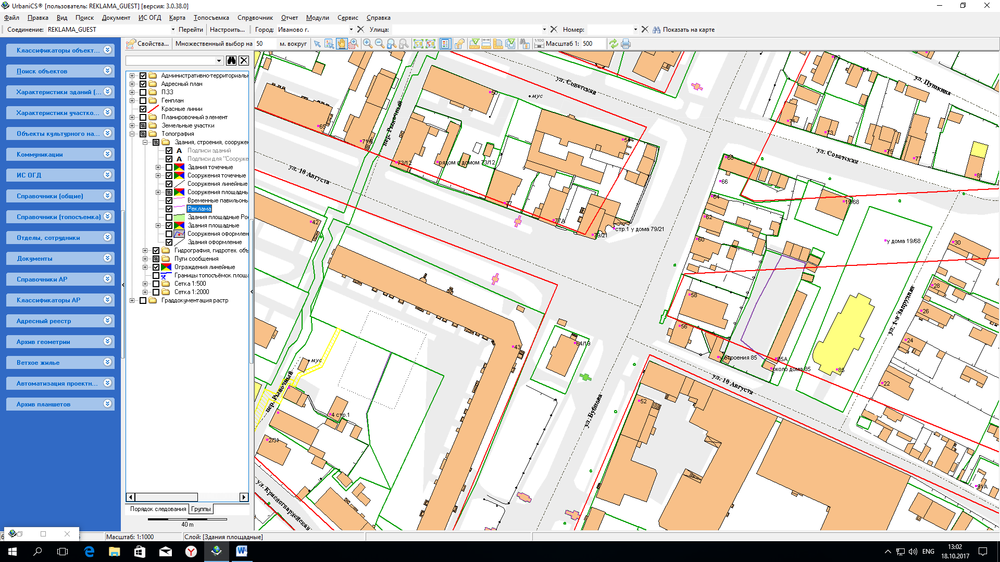 UrbaniCS® [пользователь: REKLAMA_GUEST] [версия: 3.0.38.0]
Файл Правка Вид Поиск Документ ИС ОГД Карта Топосъемка Справочник Отчет Модули Сервис Справка
Соединение: REKLAMA_GUEST Перейти Настроить... Город: Иваново г. Улица: Номер: Показать на карте
Свойства... Множественный выбор на 50 м. вокруг Масштаб 1: 500
Классификаторы объект...
Поиск объектов
Характеристики зданий (...
Характеристики участко...
Объекты культурного на...
Коммуникации
ИС ОГД
Справочники (общие)
Справочники (топосъемка)
Отделы, сотрудники
Документы
Справочники АР
Классификаторы АР
Адресный реестр
Архив геометрии
Ветхое жилье
Автоматизация проектн...
Архив планшетов
Административно-территориальн
Адресный план
ПЗЗ
Генплан
Красные линии
Планировочный элемент
Земельные участки
Топография
Здания, строения, сооружен
Подписи зданий
Подписи для "Сооруже
Здания точечные
Сооружения точечные
Сооружения линейные
Сооружения площадны
Временные павильоны
Реклама
Здания площадные Рос
Здания площадные
Сооружения оформлен
Здания оформление
Гидрография, гидротех. объ
Пути сообщения
Ограждения линейные
Границы топосъёмок площа
Сетка 1:500
Сетка 1:2000
Граддокументация растр
Порядок следования Группы
40 m
ул. Советская
ул. Пушкина
50
мус
65
71/6
пер. Рыночный
54
71
73
75
77
81
ул. Советская
73/12
рядом с домом 73/12
68
66
64
62
60
19/68
ул. 10 Августа
77
77А
79/21
стр.1 у дома 79/21
42
у дома 19/68
30
28
26
24
22
58
56
ул. 1-я Запрудная
43
64/19
у строения 85
85А
около дома 85
85
мус
пер. Рыночный
ул. 10 Августа
52
ул. Бубнова
4 стр.1
2/31
91А
ул. Красногвардейская
Масштаб: 1:1000 Слой: [Здания площадные]
ENG
13:02
18.10.2017